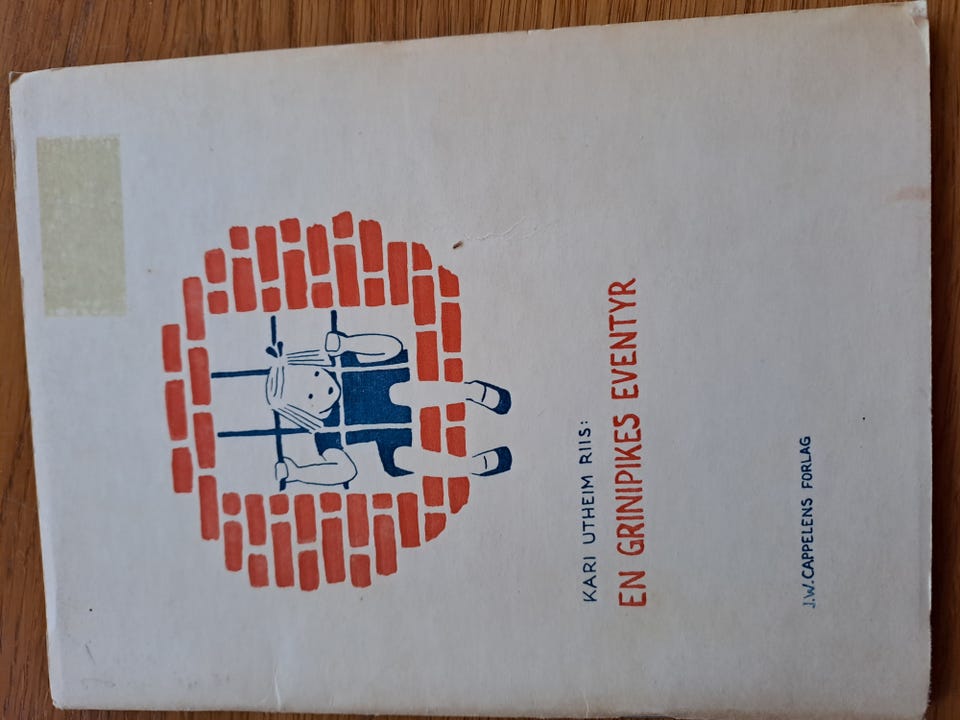 KARI UTHEIM RIIS:
EN GRINIPIKES EVENTYR
J.W. CAPPELENS FORLAG